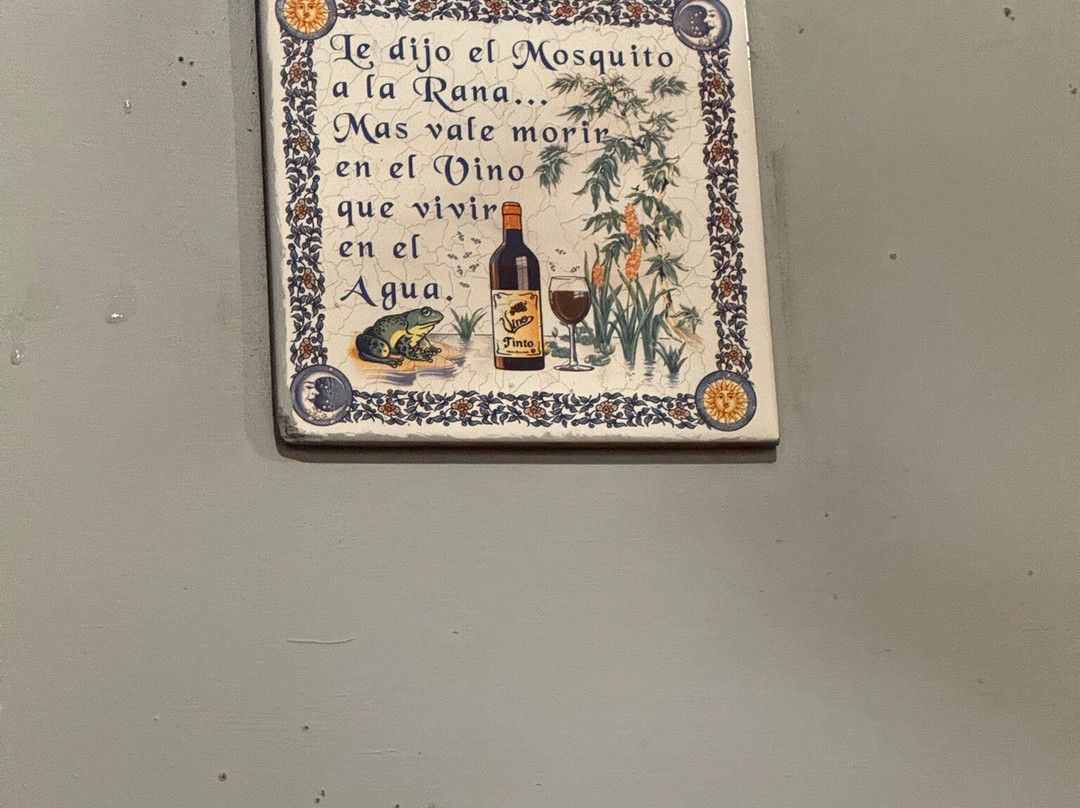 Le dijo el Mosquito
a la Rana...
Mas vale morir
en el Vino
que vivir
en el
Agua.
Vino
Tinto